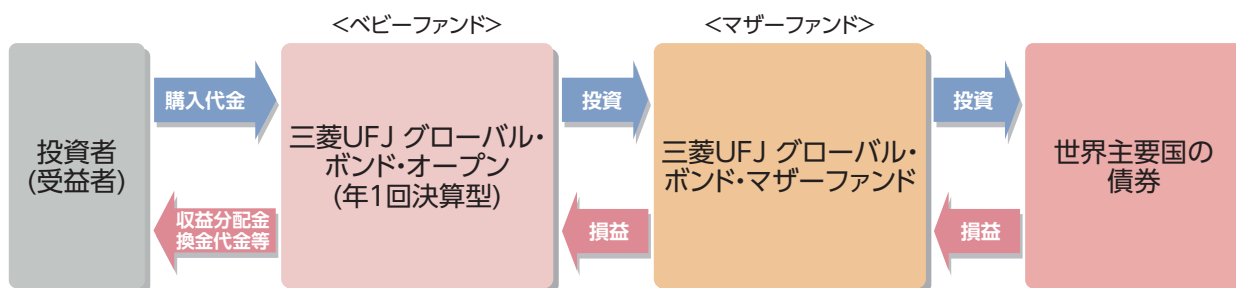 <ベビーファンド>
<マザーファンド>
投資者
(受益者)
購入代金
収益分配金
換金代金等
三菱UFJ グローバル・
ボンド・オープン
(年1回決算型)
投資
損益
三菱UFJ グローバル・
ボンド・マザーファンド
投資
損益
世界主要国の
債券